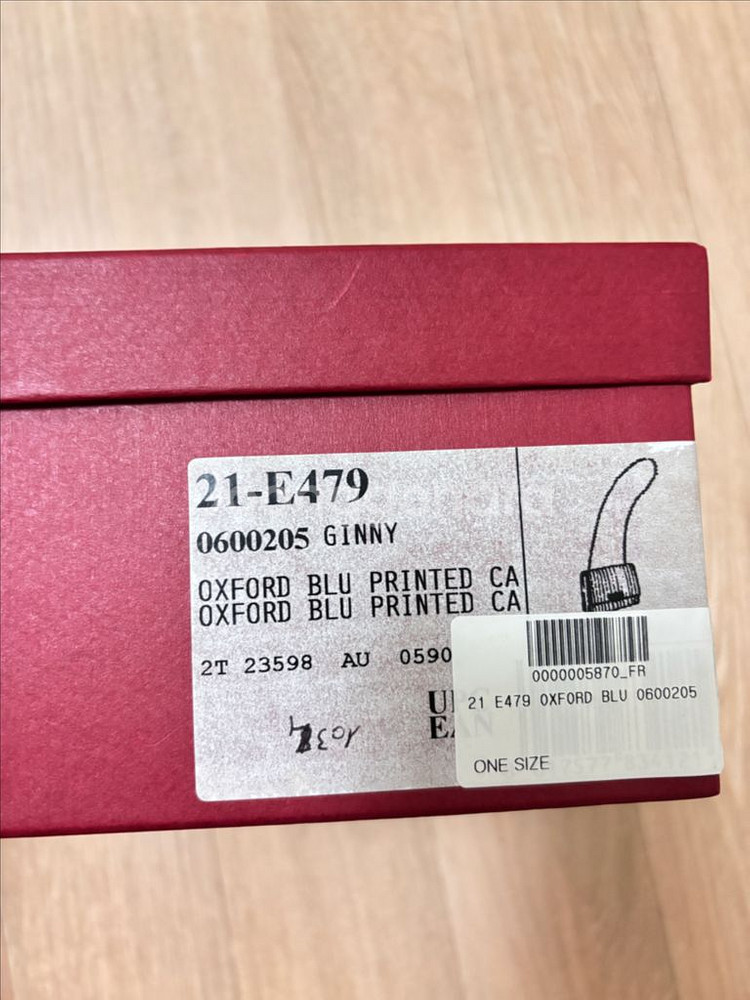 21-E479
0600205 GINNY
OXFORD BLU PRINTED CA
OXFORD BLU PRINTED CA
2T 23598 AU 0590
0000005870_FR
21 E479 OXFORD BLU 0600205
ONE SIZE